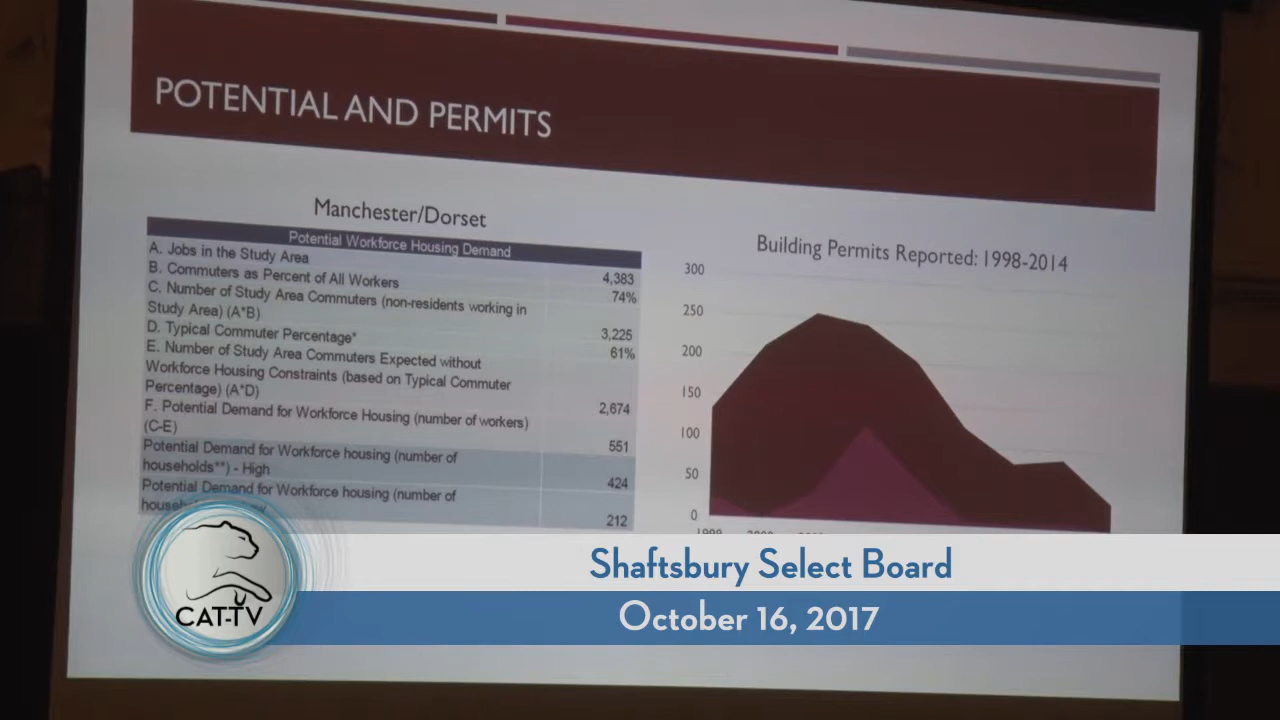 POTENTIAL AND PERMITS
Manchester/Dorset
Potential Workforce Housing Demand
A. Jobs in the Study Area 4,383
B. Commuters as Percent of All Workers 74%
C. Number of Study Area Commuters (non-residents working in
Study Area) (A*B) 3,225
D. Typical Commuter Percentage* 61%
E. Number of Study Area Commuters Expected without
Workforce Housing Constraints (based on Typical Commuter
Percentage) (A*D) 2,674
F. Potential Demand for Workforce Housing (number of workers)
(C-E) 551
Potential Demand for Workforce housing (number of
households**) - High 424
Potential Demand for Workforce housing (number of
212
Building Permits Reported: 1998-2014
300
250
200
150
100
50
0
CAT-TV
Shaftsbury Select Board
October 16, 2017